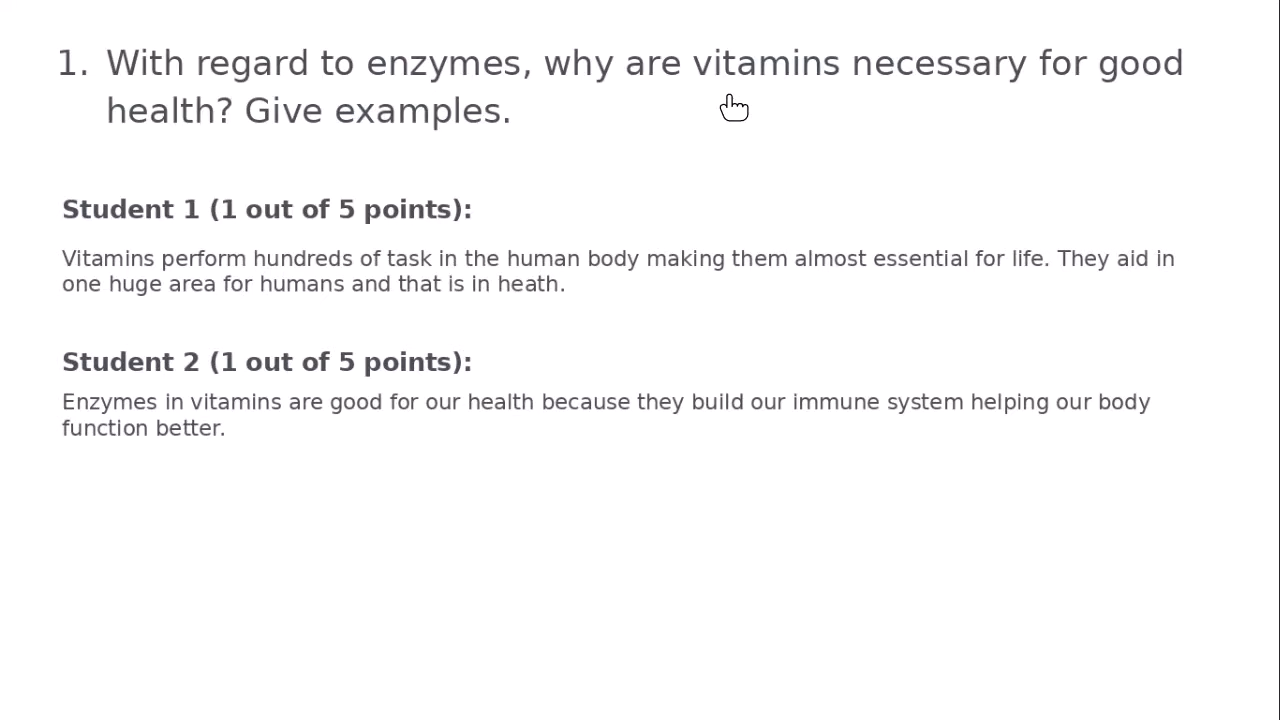 1. With regard to enzymes, why are vitamins necessary for good
health? Give examples.
Student 1 (1 out of 5 points):
Vitamins perform hundreds of task in the human body making them almost essential for life. They aid in
one huge area for humans and that is in heath.
Student 2 (1 out of 5 points):
Enzymes in vitamins are good for our health because they build our immune system helping our body
function better.